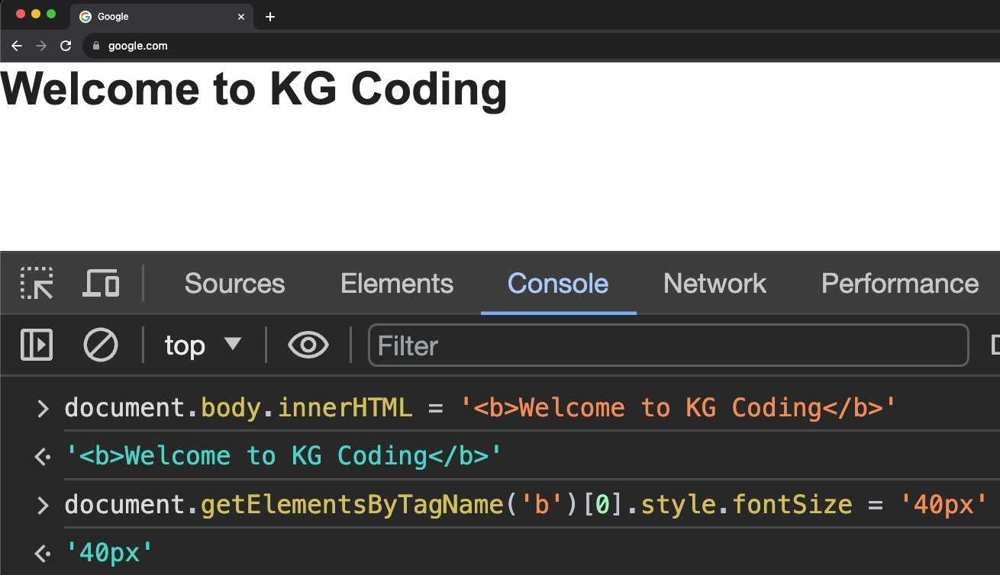 Google
google.com
Welcome to KG Coding
Sources Elements Console Network Performance
top Filter
document.body.innerHTML = '<b>Welcome to KG Coding</b>'
'<b>Welcome to KG Coding</b>'
document.getElementsByTagName('b')[0].style.fontSize = '40px'
'40px'